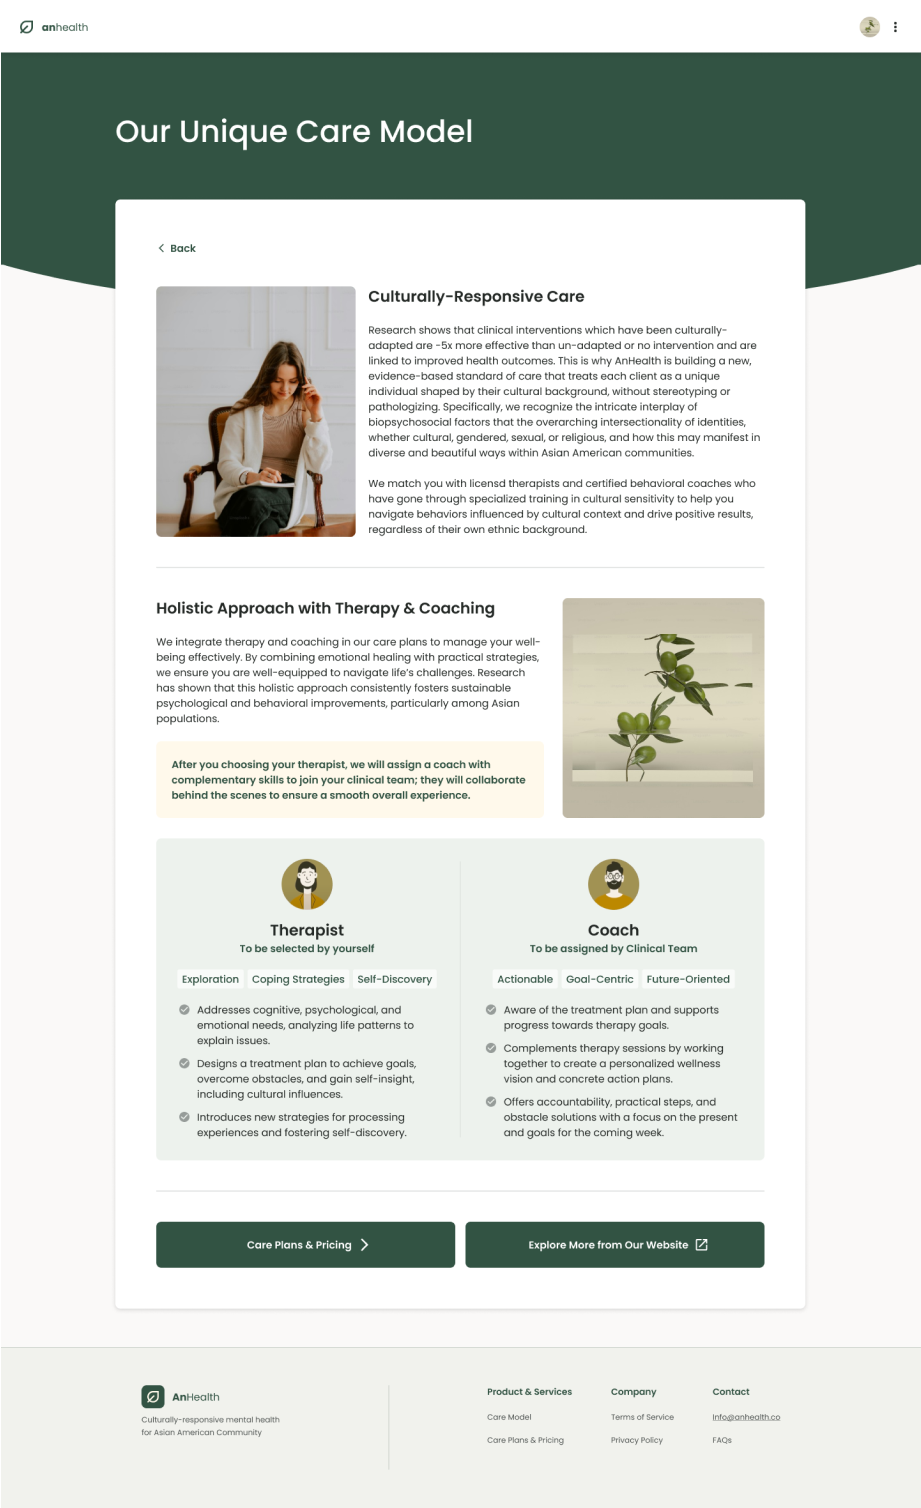 anhealth
Our Unique Care Model
Back
Culturally-Responsive Care
Research shows that clinical interventions which have been culturally-
adapted are ~5x more effective than un-adapted or no intervention and are
linked to improved health outcomes. This is why AnHealth is building a new,
evidence-based standard of care that treats each client as a unique
individual shaped by their cultural background, without stereotyping or
pathologizing. Specifically, we recognize the intricate interplay of
biopsychosocial factors that the overarching intersectionality of identities,
whether cultural, gendered, sexual, or religious, and how this may manifest in
diverse and beautiful ways within Asian American communities.
We match you with licensd therapists and certified behavioral coaches who
have gone through specialized training in cultural sensitivity to help you
navigate behaviors influenced by cultural context and drive positive results,
regardless of their own ethnic background.
Holistic Approach with Therapy & Coaching
We integrate therapy and coaching in our care plans to manage your well-
being effectively. By combining emotional healing with practical strategies,
we ensure you are well-equipped to navigate life's challenges. Research
has shown that this holistic approach consistently fosters sustainable
psychological and behavioral improvements, particularly among Asian
populations.
After you choosing your therapist, we will assign a coach with
complementary skills to join your clinical team; they will collaborate
behind the scenes to ensure a smooth overall experience.
Therapist
To be selected by yourself
Exploration Coping Strategies Self-Discovery
Addresses cognitive, psychological, and
emotional needs, analyzing life patterns to
explain issues.
Designs a treatment plan to achieve goals,
overcome obstacles, and gain self-insight,
including cultural influences.
Introduces new strategies for processing
experiences and fostering self-discovery.
Coach
To be assigned by Clinical Team
Actionable Goal-Centric Future-Oriented
Aware of the treatment plan and supports
progress towards therapy goals.
Complements therapy sessions by working
together to create a personalized wellness
vision and concrete action plans.
Offers accountability, practical steps, and
obstacle solutions with a focus on the present
and goals for the coming week.
Care Plans & Pricing
Explore More from Our Website
AnHealth
Culturally-responsive mental health
for Asian American Community
Product & Services
Care Model
Care Plans & Pricing
Company
Terms of Service
Privacy Policy
Contact
Info@anhealth.co
FAQs